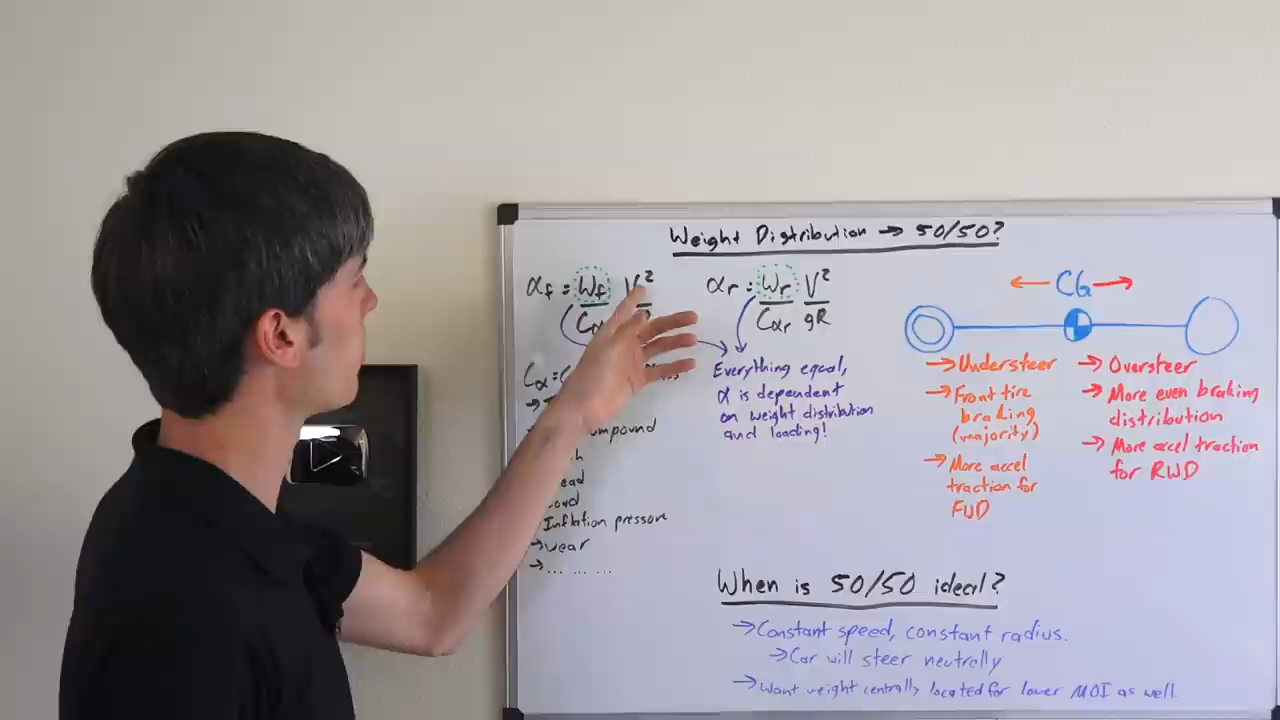 Weight Distribution → 50/50?
αf = Wf V²
Cα
αr = Wr V²
Cαr gR
Cα = C
Everything equal,
α is dependent
on weight distribution
and loading!
Inflation pressure
→ wear
→ ... ... ...
← CG →
→ Understeer
→ Front tire
braking
(majority)
→ More accel
traction for
FWD
→ Oversteer
→ More even braking
distribution
→ More accel traction
for RWD
When is 50/50 ideal?
→ Constant speed, constant radius.
→ Car will steer neutrally
→ Want weight centrally located for lower MOI as well.